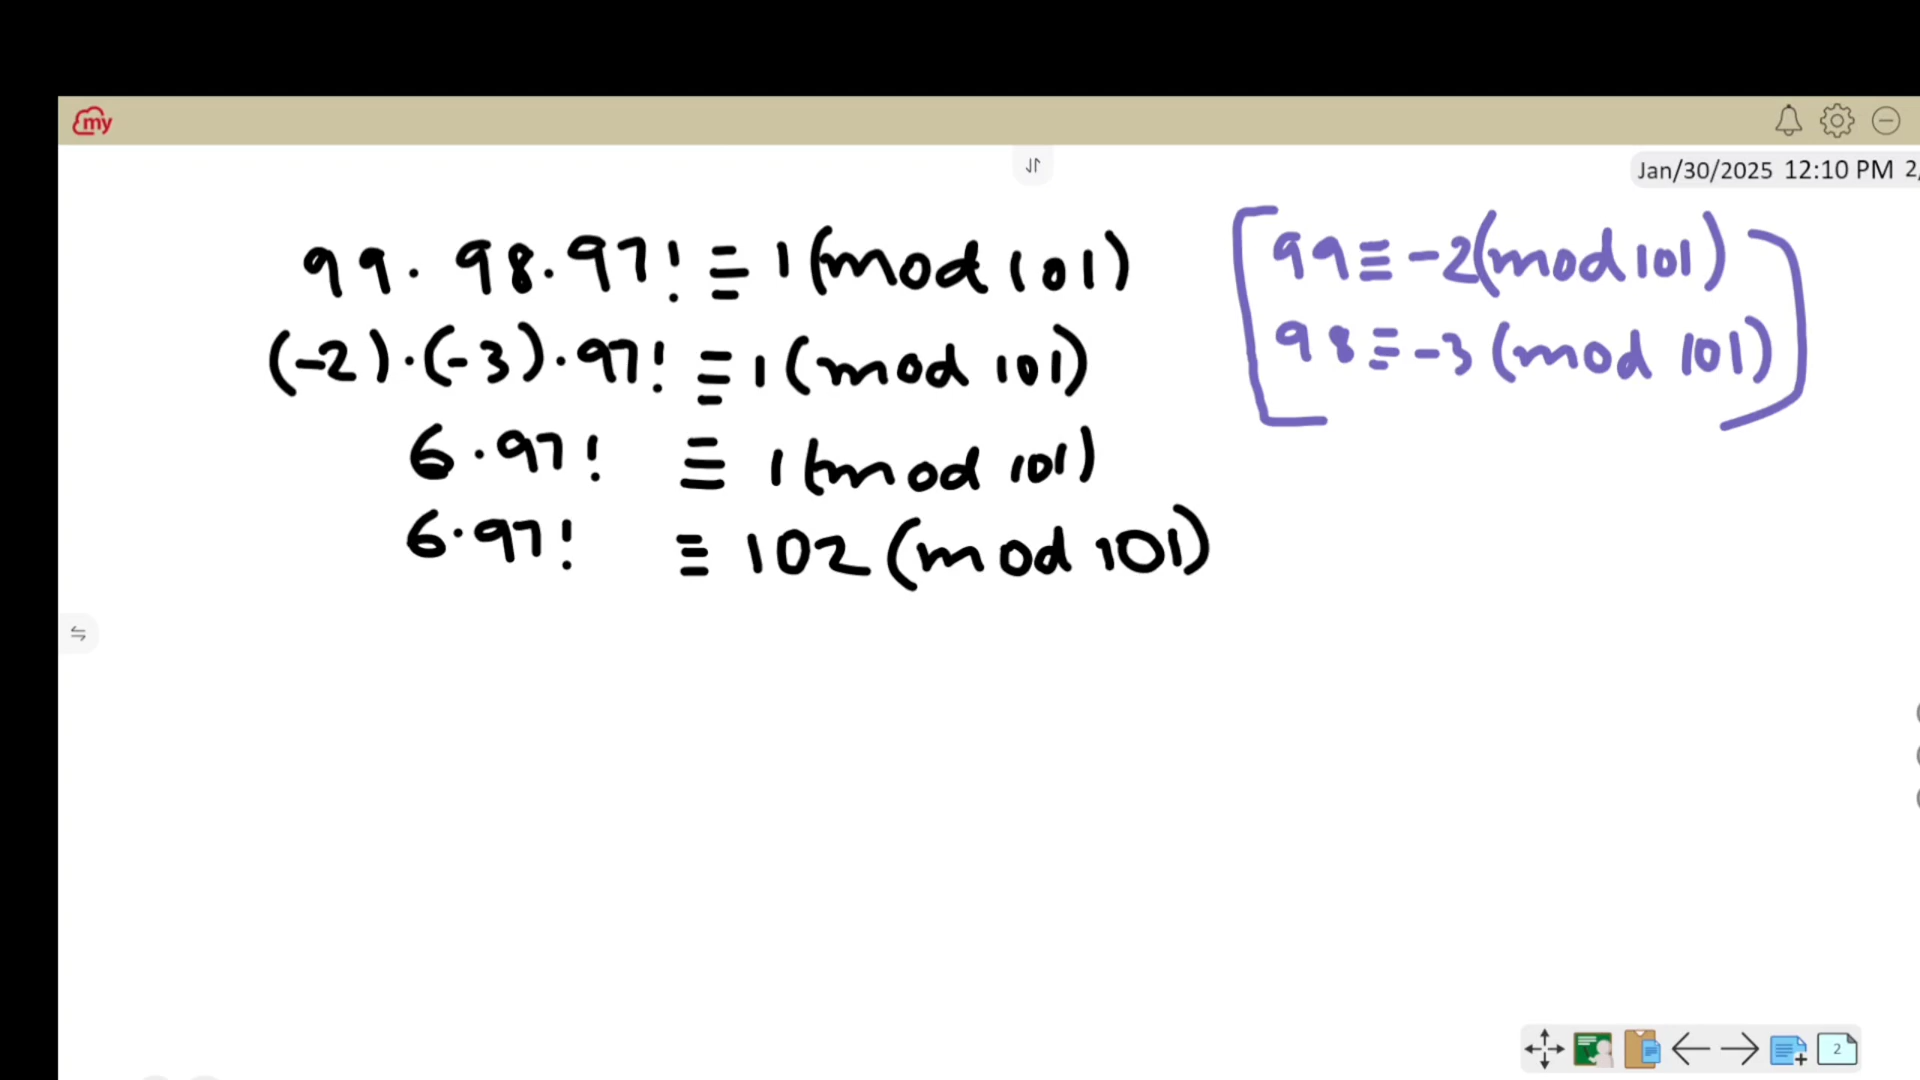 my
Jan/30/2025 12:10 PM 2/
99 · 98 · 97! ≡ 1 (mod 101)
(-2) · (-3) · 97! ≡ 1 (mod 101)
6 · 97! ≡ 1 (mod 101)
6 · 97! ≡ 102 (mod 101)
[99 ≡ -2 (mod 101)
98 ≡ -3 (mod 101)]
2